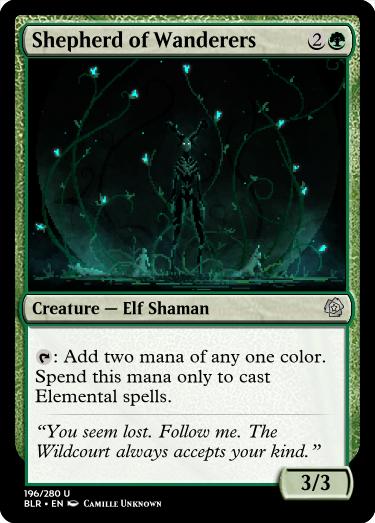 Shepherd of Wanderers 2
Creature — Elf Shaman
: Add two mana of any one color.
Spend this mana only to cast
Elemental spells.
“You seem lost. Follow me. The
Wildcourt always accepts your kind.”
3/3
196/280 U
BLR • EN Camille Unknown